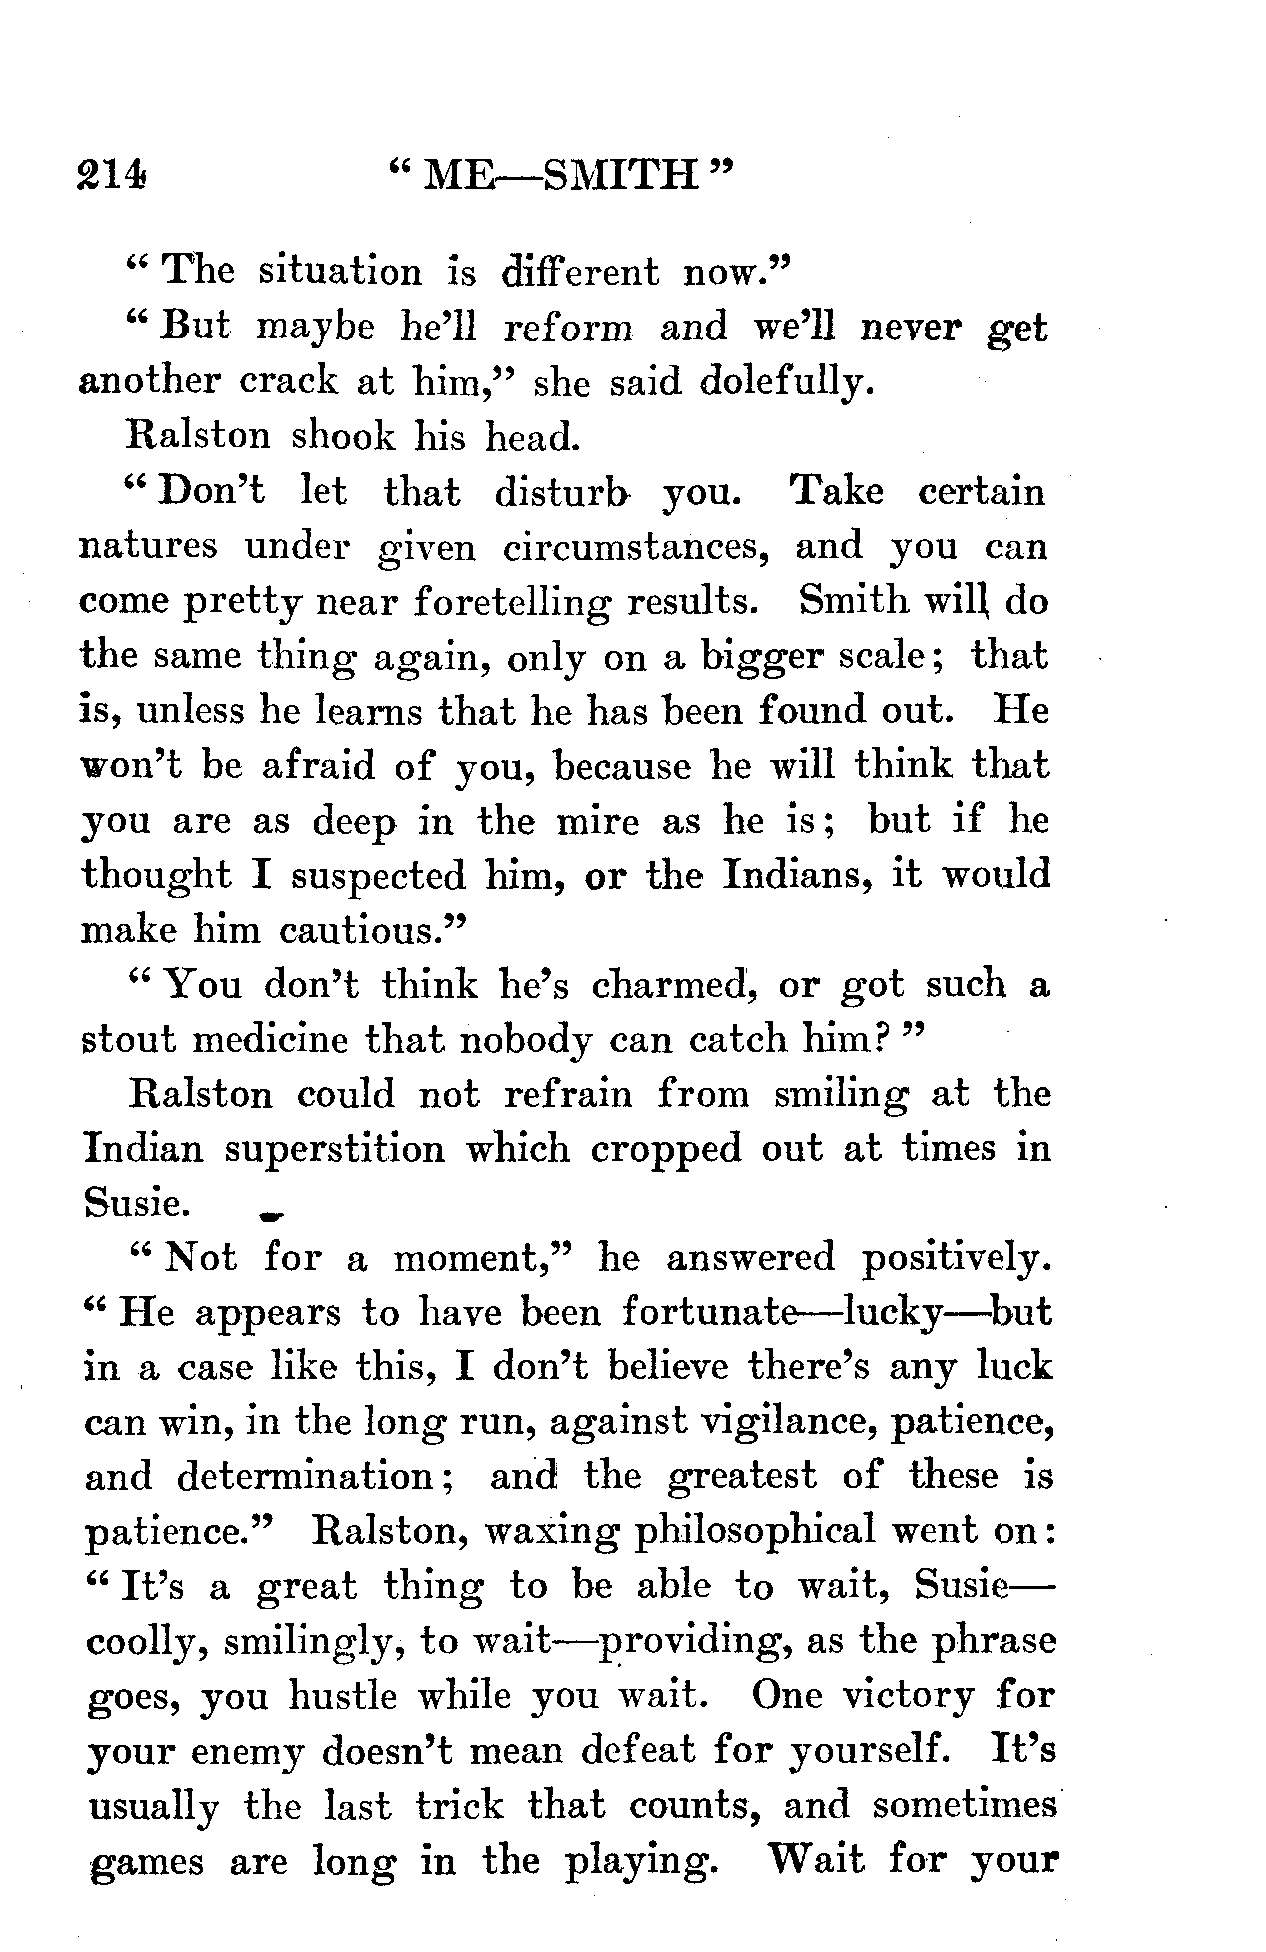 214 “ ME—SMITH ”
“ The situation is different now.”
“ But maybe he’ll reform and we’ll never get
another crack at him,” she said dolefully.
Ralston shook his head.
“ Don’t let that disturb you. Take certain
natures under given circumstances, and you can
come pretty near foretelling results. Smith will do
the same thing again, only on a bigger scale; that
is, unless he learns that he has been found out. He
won’t be afraid of you, because he will think that
you are as deep in the mire as he is; but if he
thought I suspected him, or the Indians, it would
make him cautious.”
“ You don’t think he’s charmed, or got such a
stout medicine that nobody can catch him? ”
Ralston could not refrain from smiling at the
Indian superstition which cropped out at times in
Susie.
“ Not for a moment,” he answered positively.
“ He appears to have been fortunate—lucky—but
in a case like this, I don’t believe there’s any luck
can win, in the long run, against vigilance, patience,
and determination; and the greatest of these is
patience.” Ralston, waxing philosophical went on:
“ It’s a great thing to be able to wait, Susie—
coolly, smilingly, to wait—providing, as the phrase
goes, you hustle while you wait. One victory for
your enemy doesn’t mean defeat for yourself. It’s
usually the last trick that counts, and sometimes
games are long in the playing. Wait for your